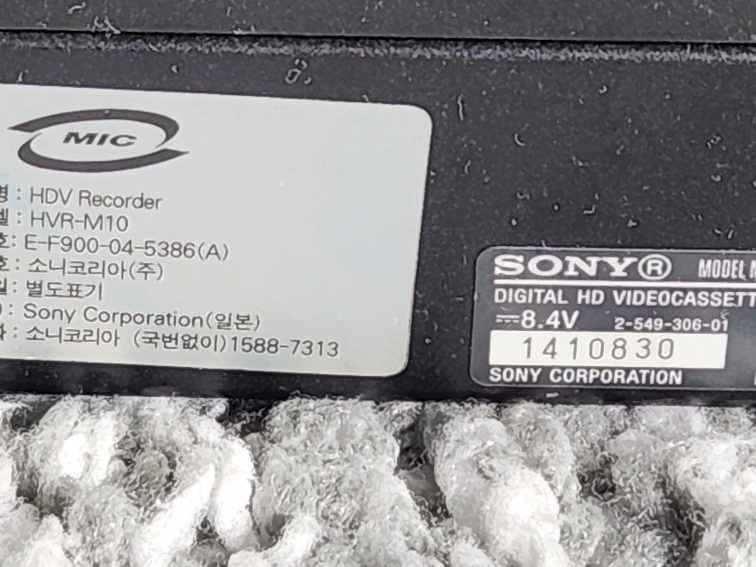 MIC
명 : HDV Recorder
델 : HVR-M10
호 : E-F900-04-5386(A)
호 : 소니코리아(주)
일 : 별도표기
) : Sony Corporation(일본)
화 : 소니코리아 (국번없이)1588-7313
SONY® MODEL
DIGITAL HD VIDEOCASSETT
⎓8.4V 2-549-306-01
1410830
SONY CORPORATION